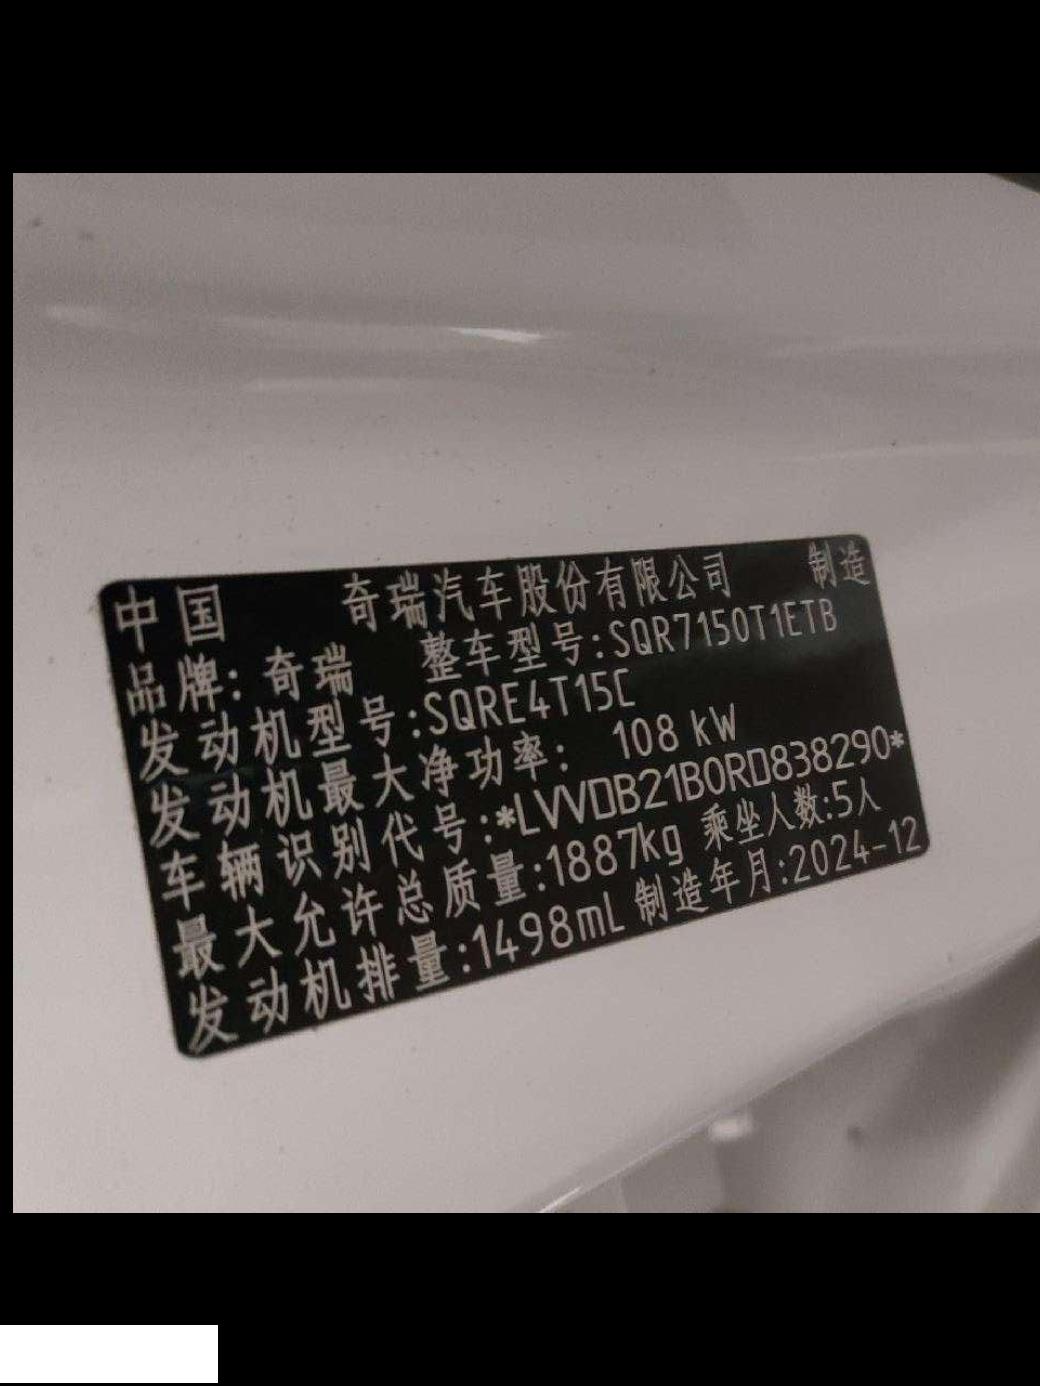 中国 奇瑞汽车股份有限公司 制造
品牌:奇瑞 整车型号:SQR7150T1ETB
发动机型号:SQRE4T15C
发动机最大净功率: 108 kW
车辆识别代号:*LVVDB21B0RD838290*
最大允许总质量:1887kg 乘坐人数:5人
发动机排量:1498mL 制造年月:2024-12